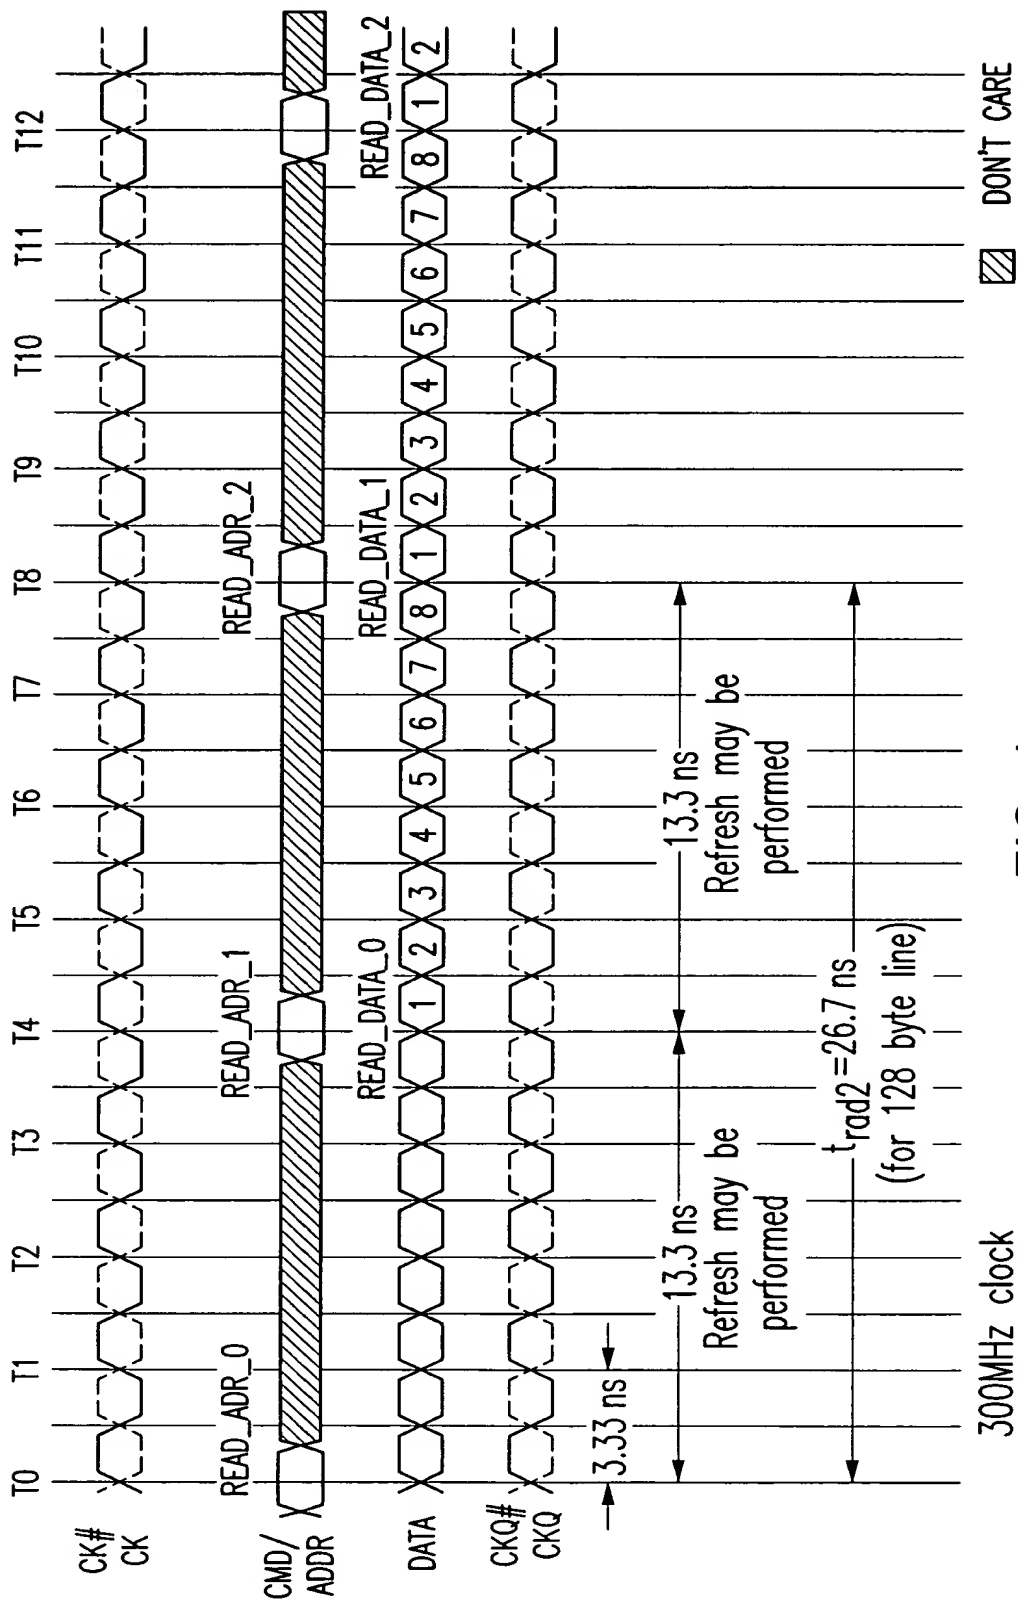 T0 T1 T2 T3 T4 T5 T6 T7 T8 T9 T10 T11 T12
CK#
CK
READ_ADR_0 READ_ADR_1 READ_ADR_2
CMD/
ADDR
READ_DATA_0 READ_DATA_1 READ_DATA_2
DATA 1 2 3 4 5 6 7 8 1 2 3 4 5 6 7 8 1 2
CKQ#
CKQ
3.33 ns
13.3 ns 13.3 ns
Refresh may be Refresh may be
performed performed
trad2=26.7 ns
(for 128 byte line)
300MHz clock DON'T CARE